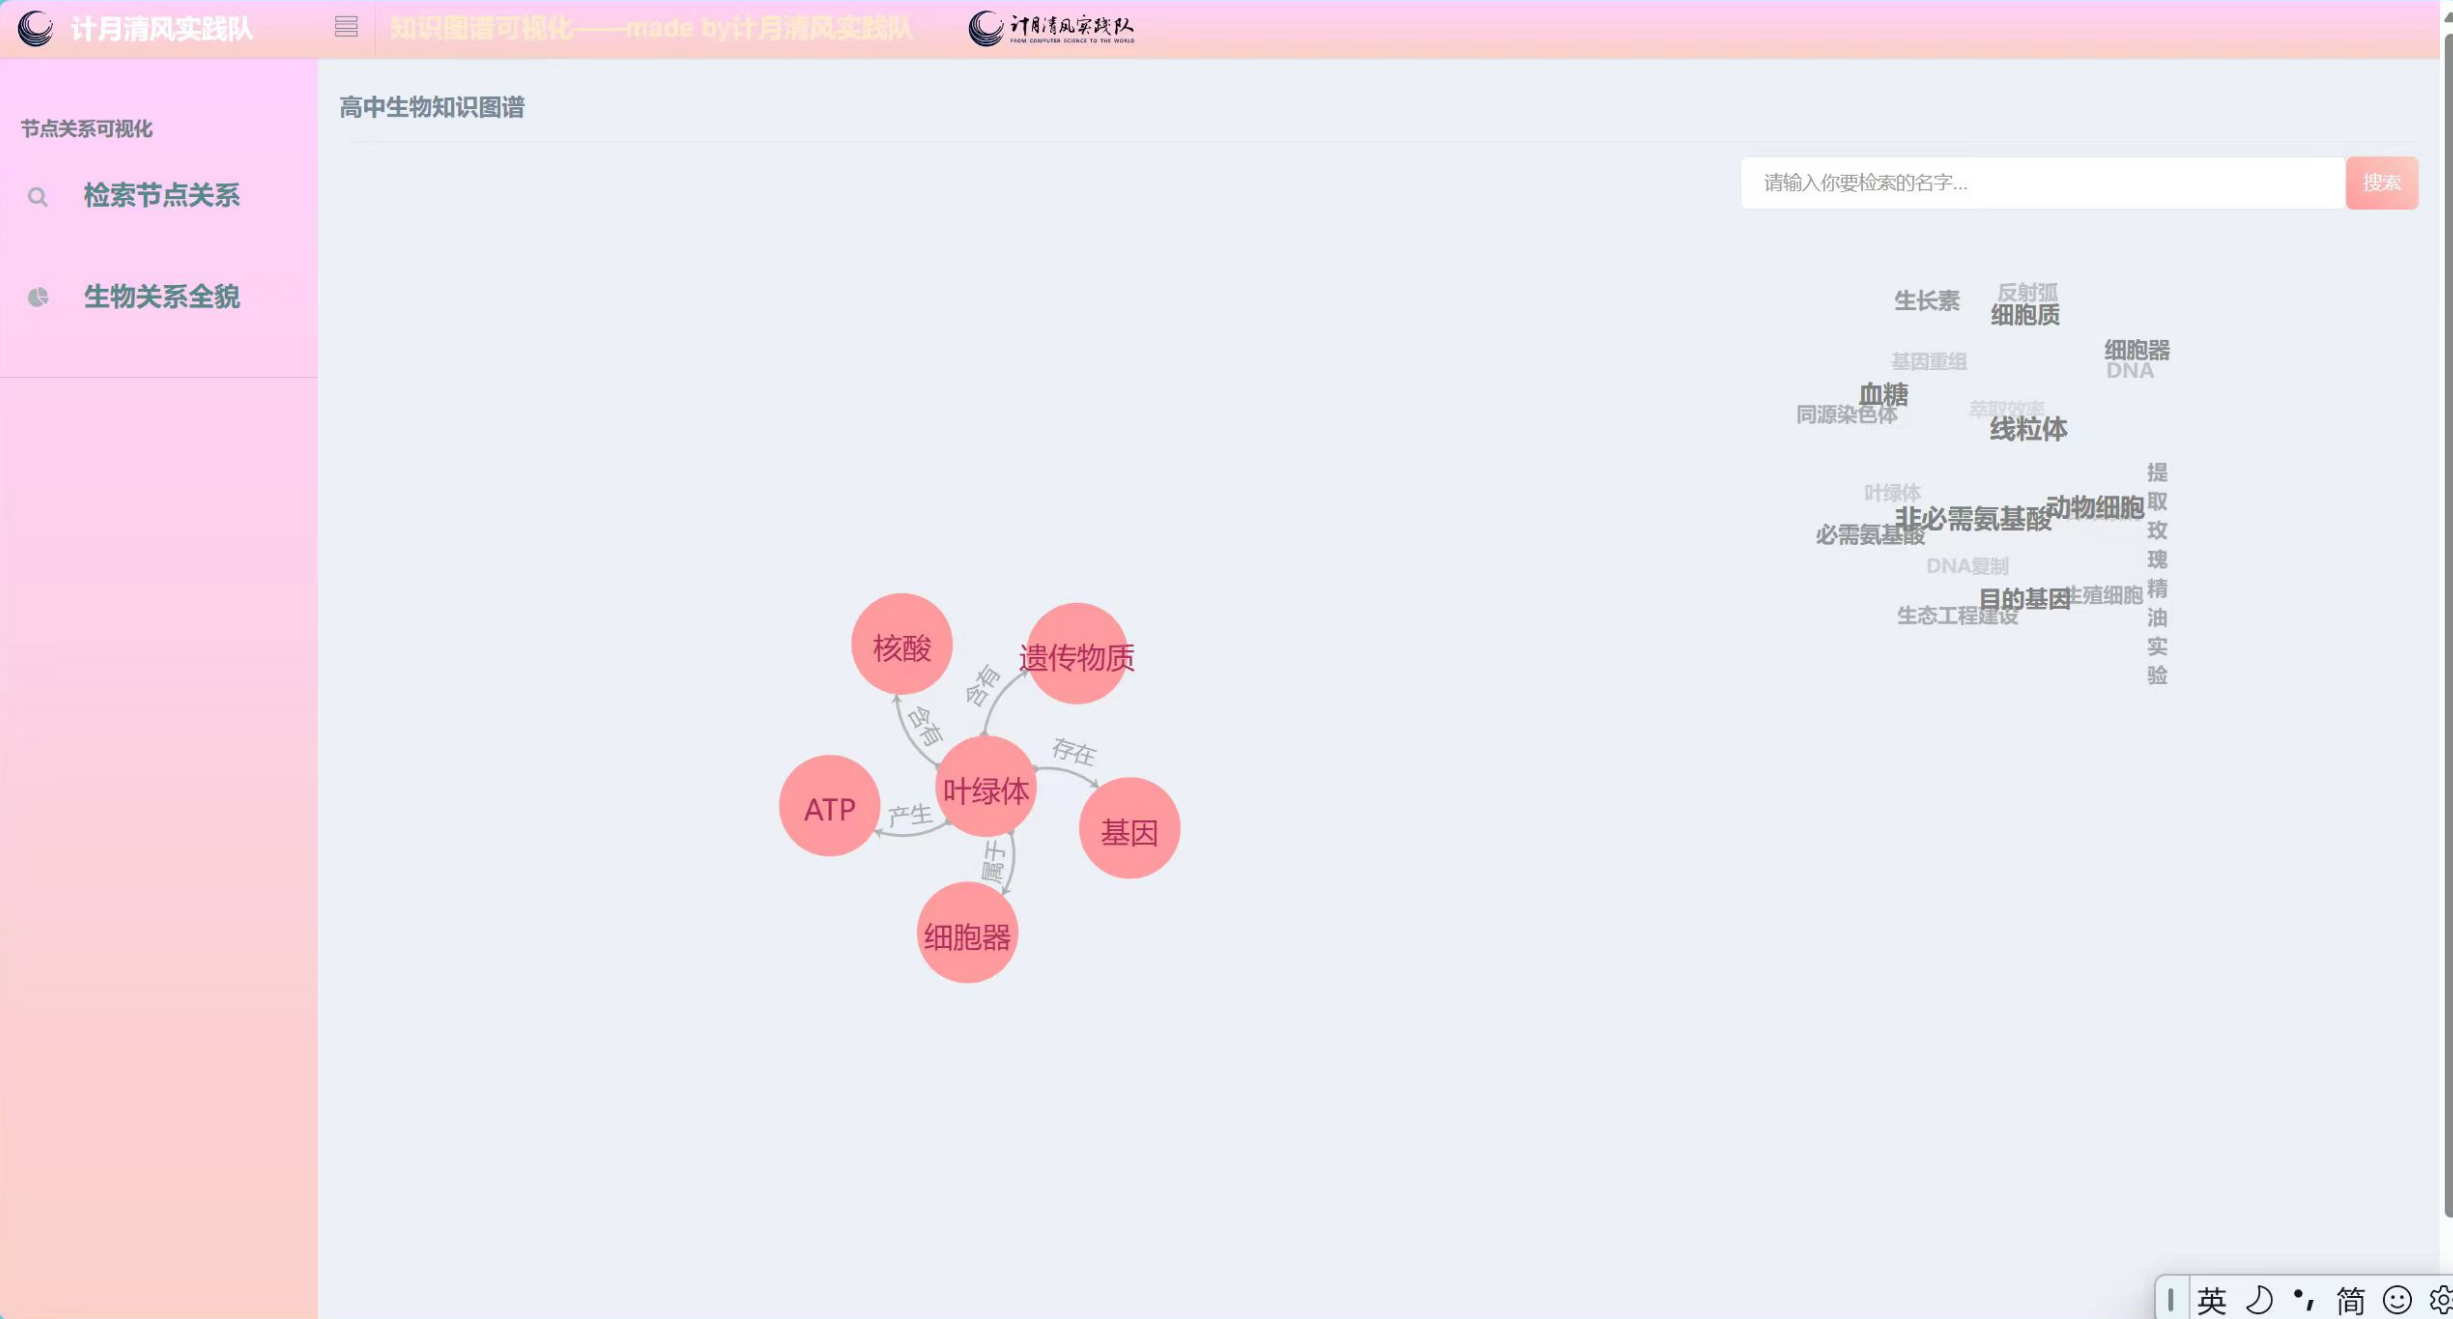 计月清风实践队
知识图谱可视化——made by计月清风实践队
计月清风实践队
FROM COMPUTER SCIENCE TO THE WORLD
节点关系可视化
检索节点关系
生物关系全貌
高中生物知识图谱
请输入你要检索的名字...
搜索
生长素
反射弧
细胞质
细胞器
DNA
基因重组
血糖
同源染色体
萃取效率
线粒体
叶绿体
非必需氨基酸
动物细胞
必需氨基酸
提取玫瑰精油实验
DNA复制
目的基因
生殖细胞
生态工程建设
核酸
遗传物质
含有
含有
存在
叶绿体
ATP
产生
基因
属于
细胞器
英
简